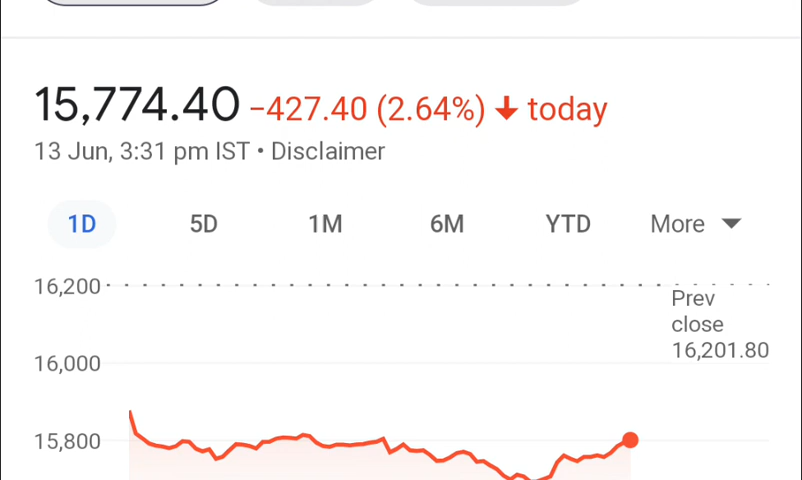 15,774.40 −427.40 (2.64%) ↓ today
13 Jun, 3:31 pm IST • Disclaimer
1D 5D 1M 6M YTD More
16,200
Prev
close
16,201.80
16,000
15,800